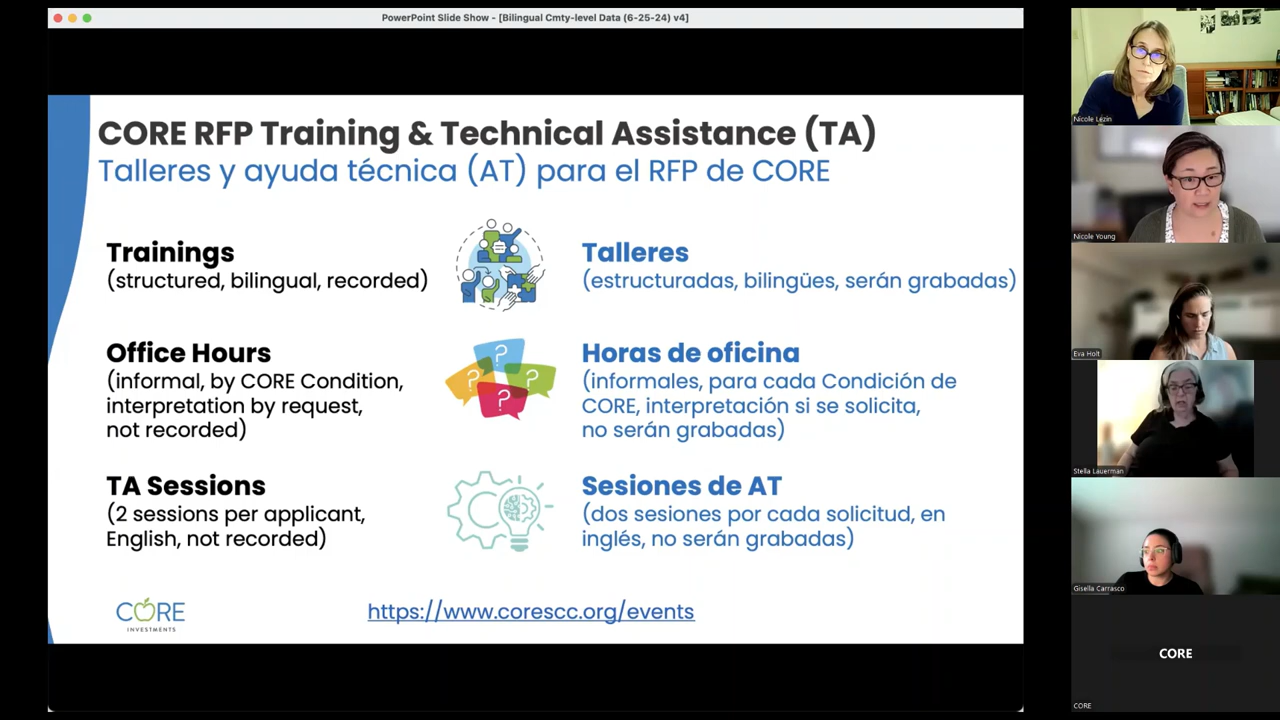 PowerPoint Slide Show - [Bilingual Cmty-level Data (6-25-24) v4]
CORE RFP Training & Technical Assistance (TA)
Talleres y ayuda técnica (AT) para el RFP de CORE
Trainings
(structured, bilingual, recorded)
Talleres
(estructuradas, bilingües, serán grabadas)
Office Hours
(informal, by CORE Condition,
interpretation by request,
not recorded)
Horas de oficina
(informales, para cada Condición de
CORE, interpretación si se solicita,
no serán grabadas)
TA Sessions
(2 sessions per applicant,
English, not recorded)
Sesiones de AT
(dos sesiones por cada solicitud, en
inglés, no serán grabadas)
CORE
INVESTMENTS
https://www.corescc.org/events
Nicole Lezin
Nicole Young
Eva Holt
Stella Lauerman
Gisella Carrasco
CORE
CORE